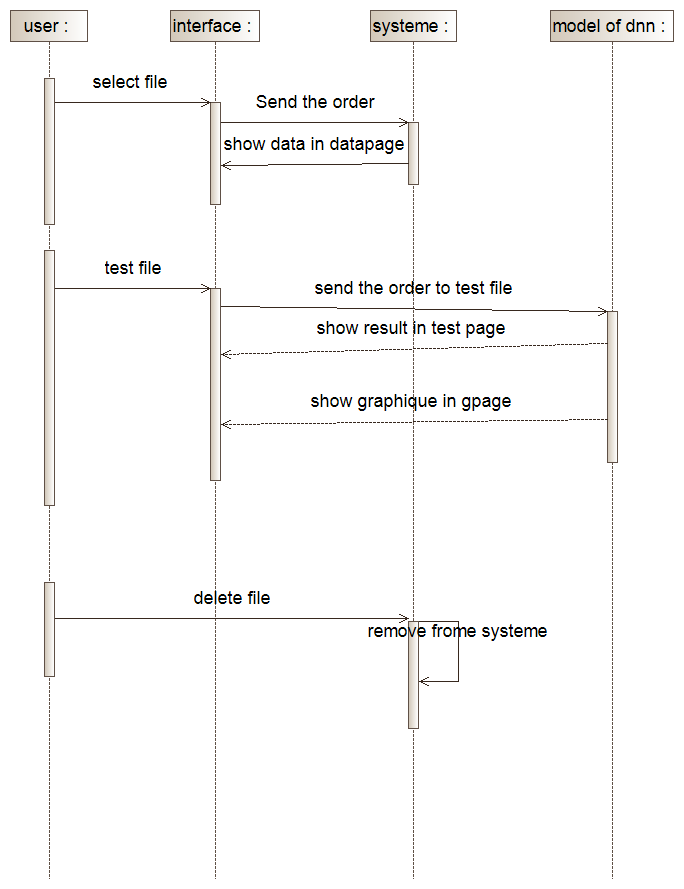 user :
interface :
systeme :
model of dnn :
select file
Send the order
show data in datapage
test file
send the order to test file
show result in test page
show graphique in gpage
delete file
remove frome systeme